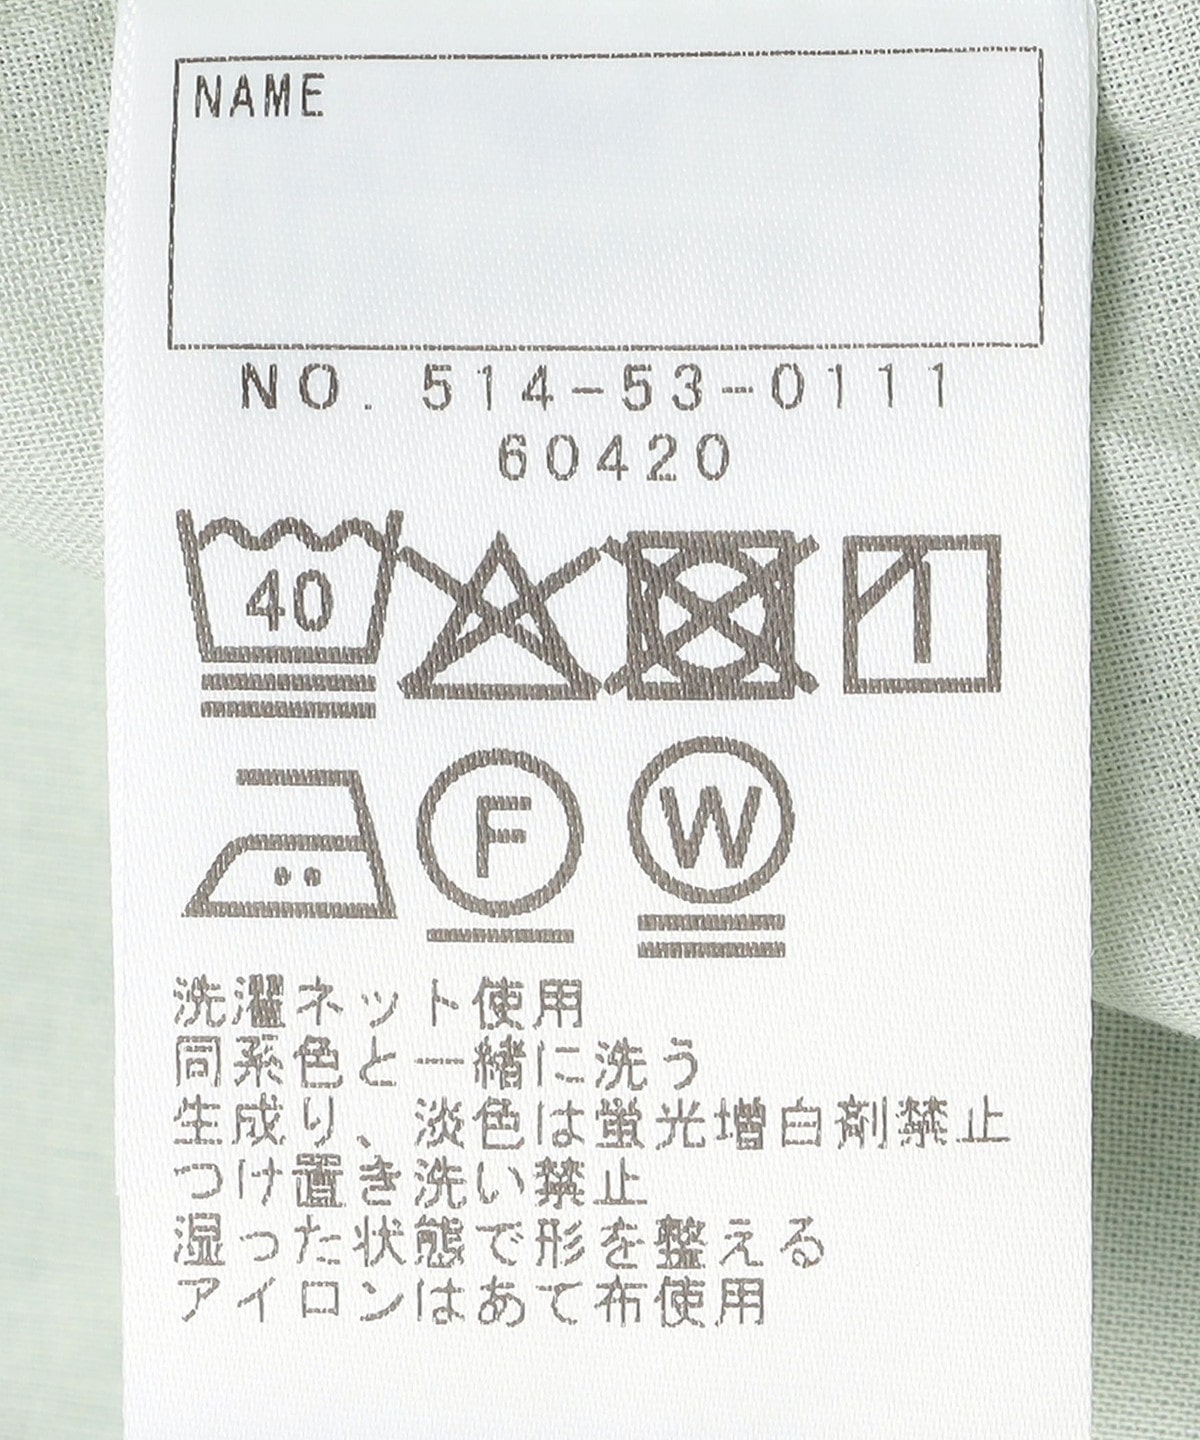 NAME
NO. 514-53-0111
60420
40
F W
洗濯ネット使用
同系色と一緒に洗う
生成り、淡色は蛍光増白剤禁止
つけ置き洗い禁止
湿った状態で形を整える
アイロンはあて布使用